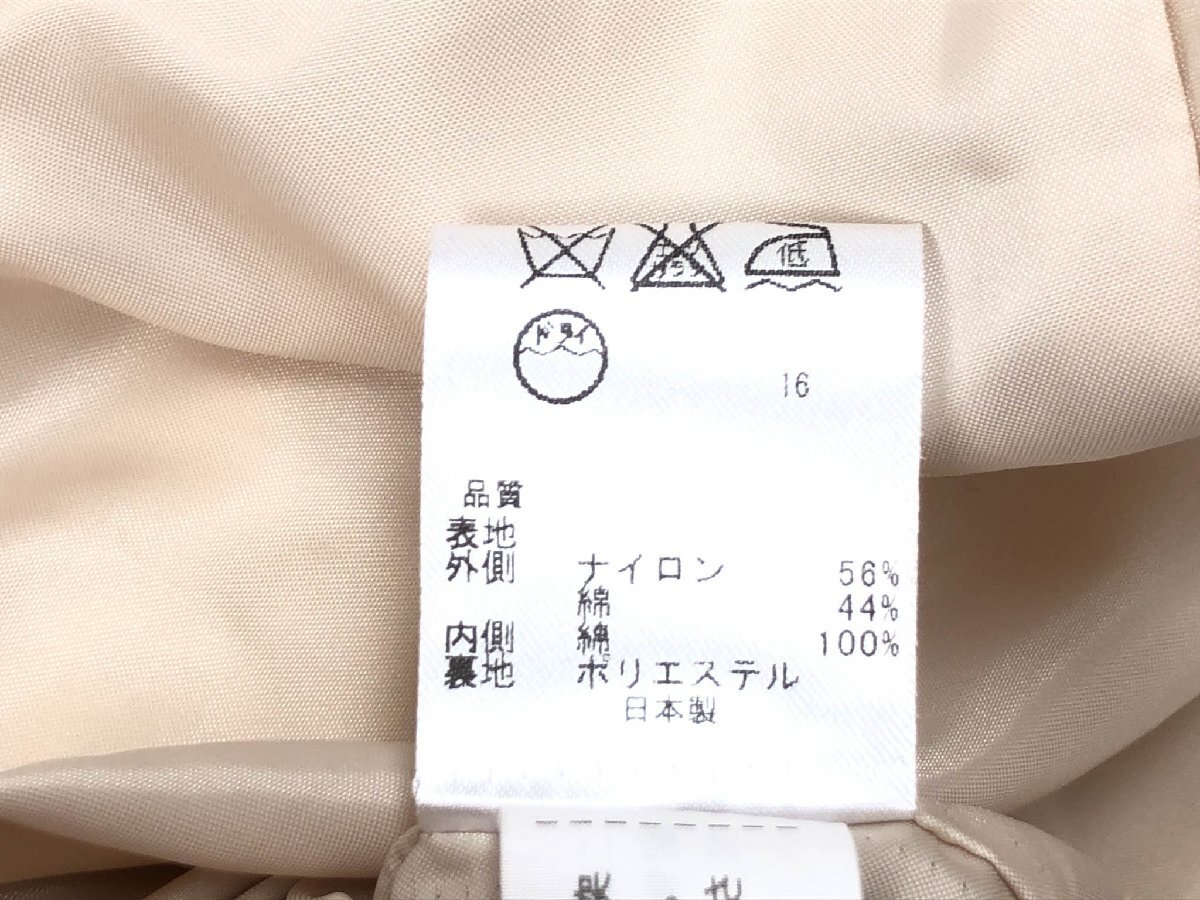 低
ドライ
16
品質
表地
外側 ナイロン 56%
綿 44%
内側 綿 100%
裏地 ポリエステル
日本製